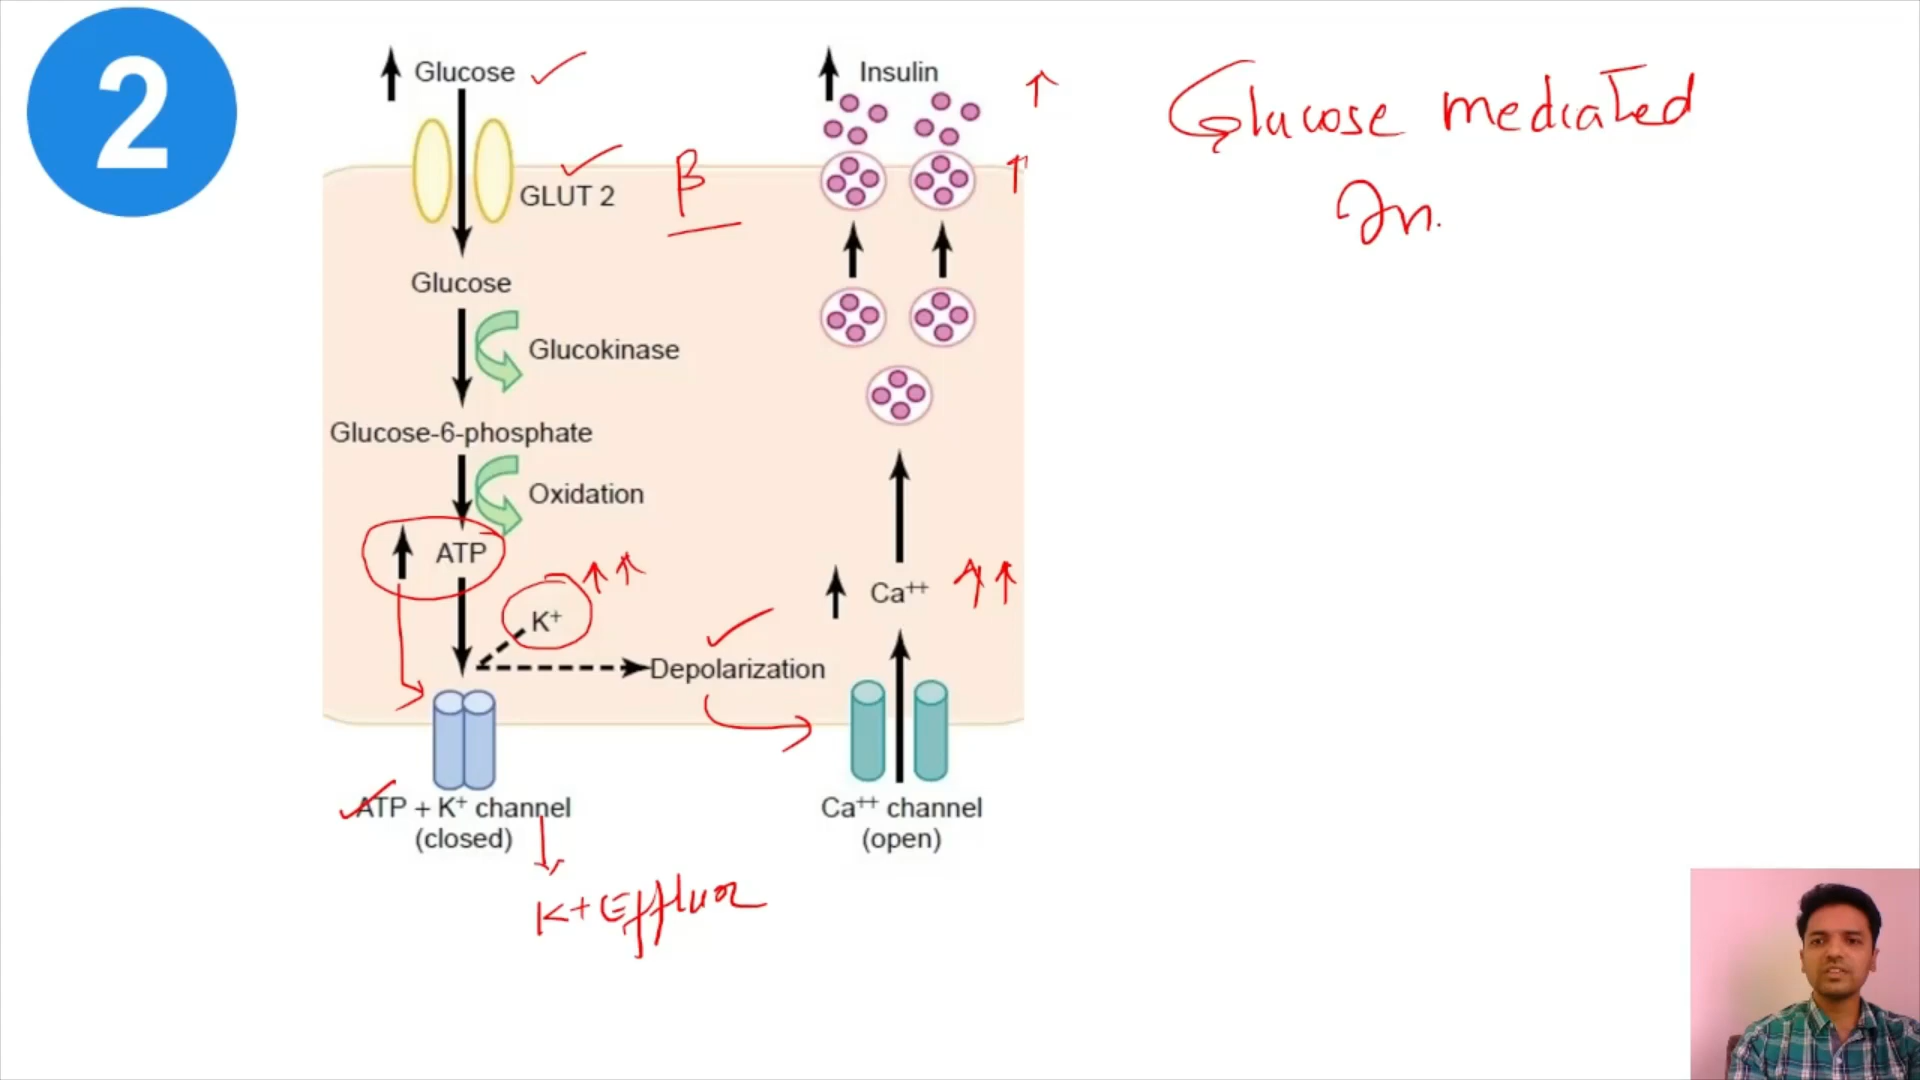 2
↑ Glucose
GLUT 2
β
Glucose
Glucokinase
Glucose-6-phosphate
Oxidation
↑ ATP
K⁺ ↑↑
Depolarization
ATP + K⁺ channel
(closed)
K+ Efflux
↑ Insulin ↑
↑
↑ Ca⁺⁺ ↑↑
Ca⁺⁺ channel
(open)
Glucose mediated
In.